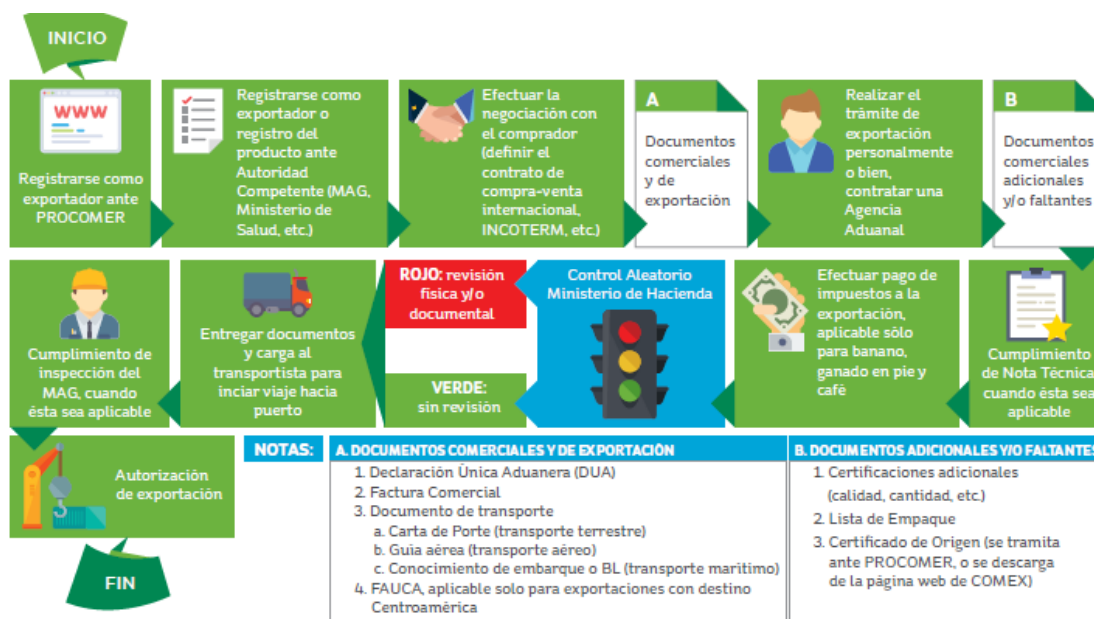 INICIO
WWW
Registrarse como
exportador ante
PROCOMER
Registrarse como
exportador o
registro del
producto ante
Autoridad
Competente (MAG,
Ministerio de
Salud, etc.)
Efectuar la
negociación con
el comprador
(definir el
contrato de
compra-venta
internacional,
INCOTERM, etc.)
A
Documentos
comerciales
y de
exportación
Realizar el
tràmite de
exportación
personalmente
o bien,
contratar una
Agencia
Aduanal
B
Documentos
comerciales
adicionales
y/o faltantes
Cumplimiento de
inspección del
MAG, cuando
ésta sea aplicable
Entregar documentos
y carga al
transportista para
inciar viaje hacia
puerto
ROJO: revisión
física y/o
documental
VERDE:
sin revisión
Control Aleatorio
Ministerio de Hacienda
Efectuar pago de
impuestos a la
exportación,
aplicable sólo
para banano,
ganado en pie y
café
Cumplimiento
de Nota Técnica
cuando ésta sea
aplicable
Autorización
de exportación
FIN
NOTAS:
A. DOCUMENTOS COMERCIALES Y DE EXPORTACIÓN
1. Declaración Única Aduanera (DUA)
2. Factura Comercial
3. Documento de transporte
a. Carta de Porte (transporte terrestre)
b. Guía aérea (transporte aéreo)
c. Conocimiento de embarque o BL (transporte marítimo)
4. FAUCA, aplicable solo para exportaciones con destino
Centroamérica
B. DOCUMENTOS ADICIONALES Y/O FALTANTES
1. Certificaciones adicionales
(calidad, cantidad, etc.)
2. Lista de Empaque
3. Certificado de Origen (se tramita
ante PROCOMER, o se descarga
de la página web de COMEX)